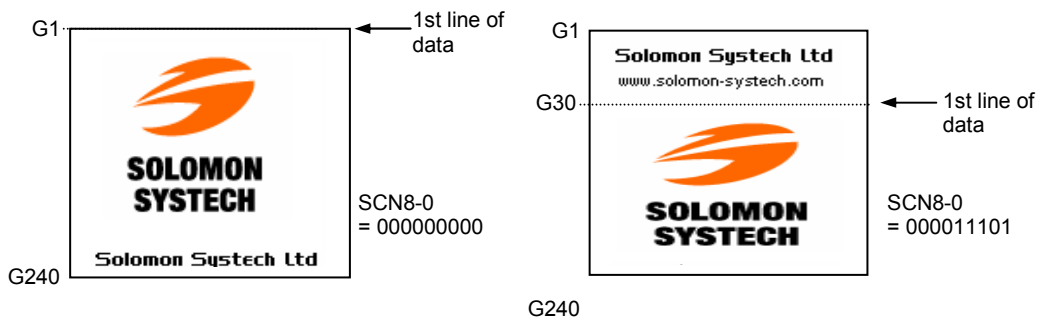 G1
1st line of
data
SOLOMON
SYSTECH
SCN8-0
= 000000000
Solomon Systech Ltd
G240
G1
Solomon Systech Ltd
www.solomon-systech.com
G30
1st line of
data
SOLOMON
SYSTECH
SCN8-0
= 000011101
G240